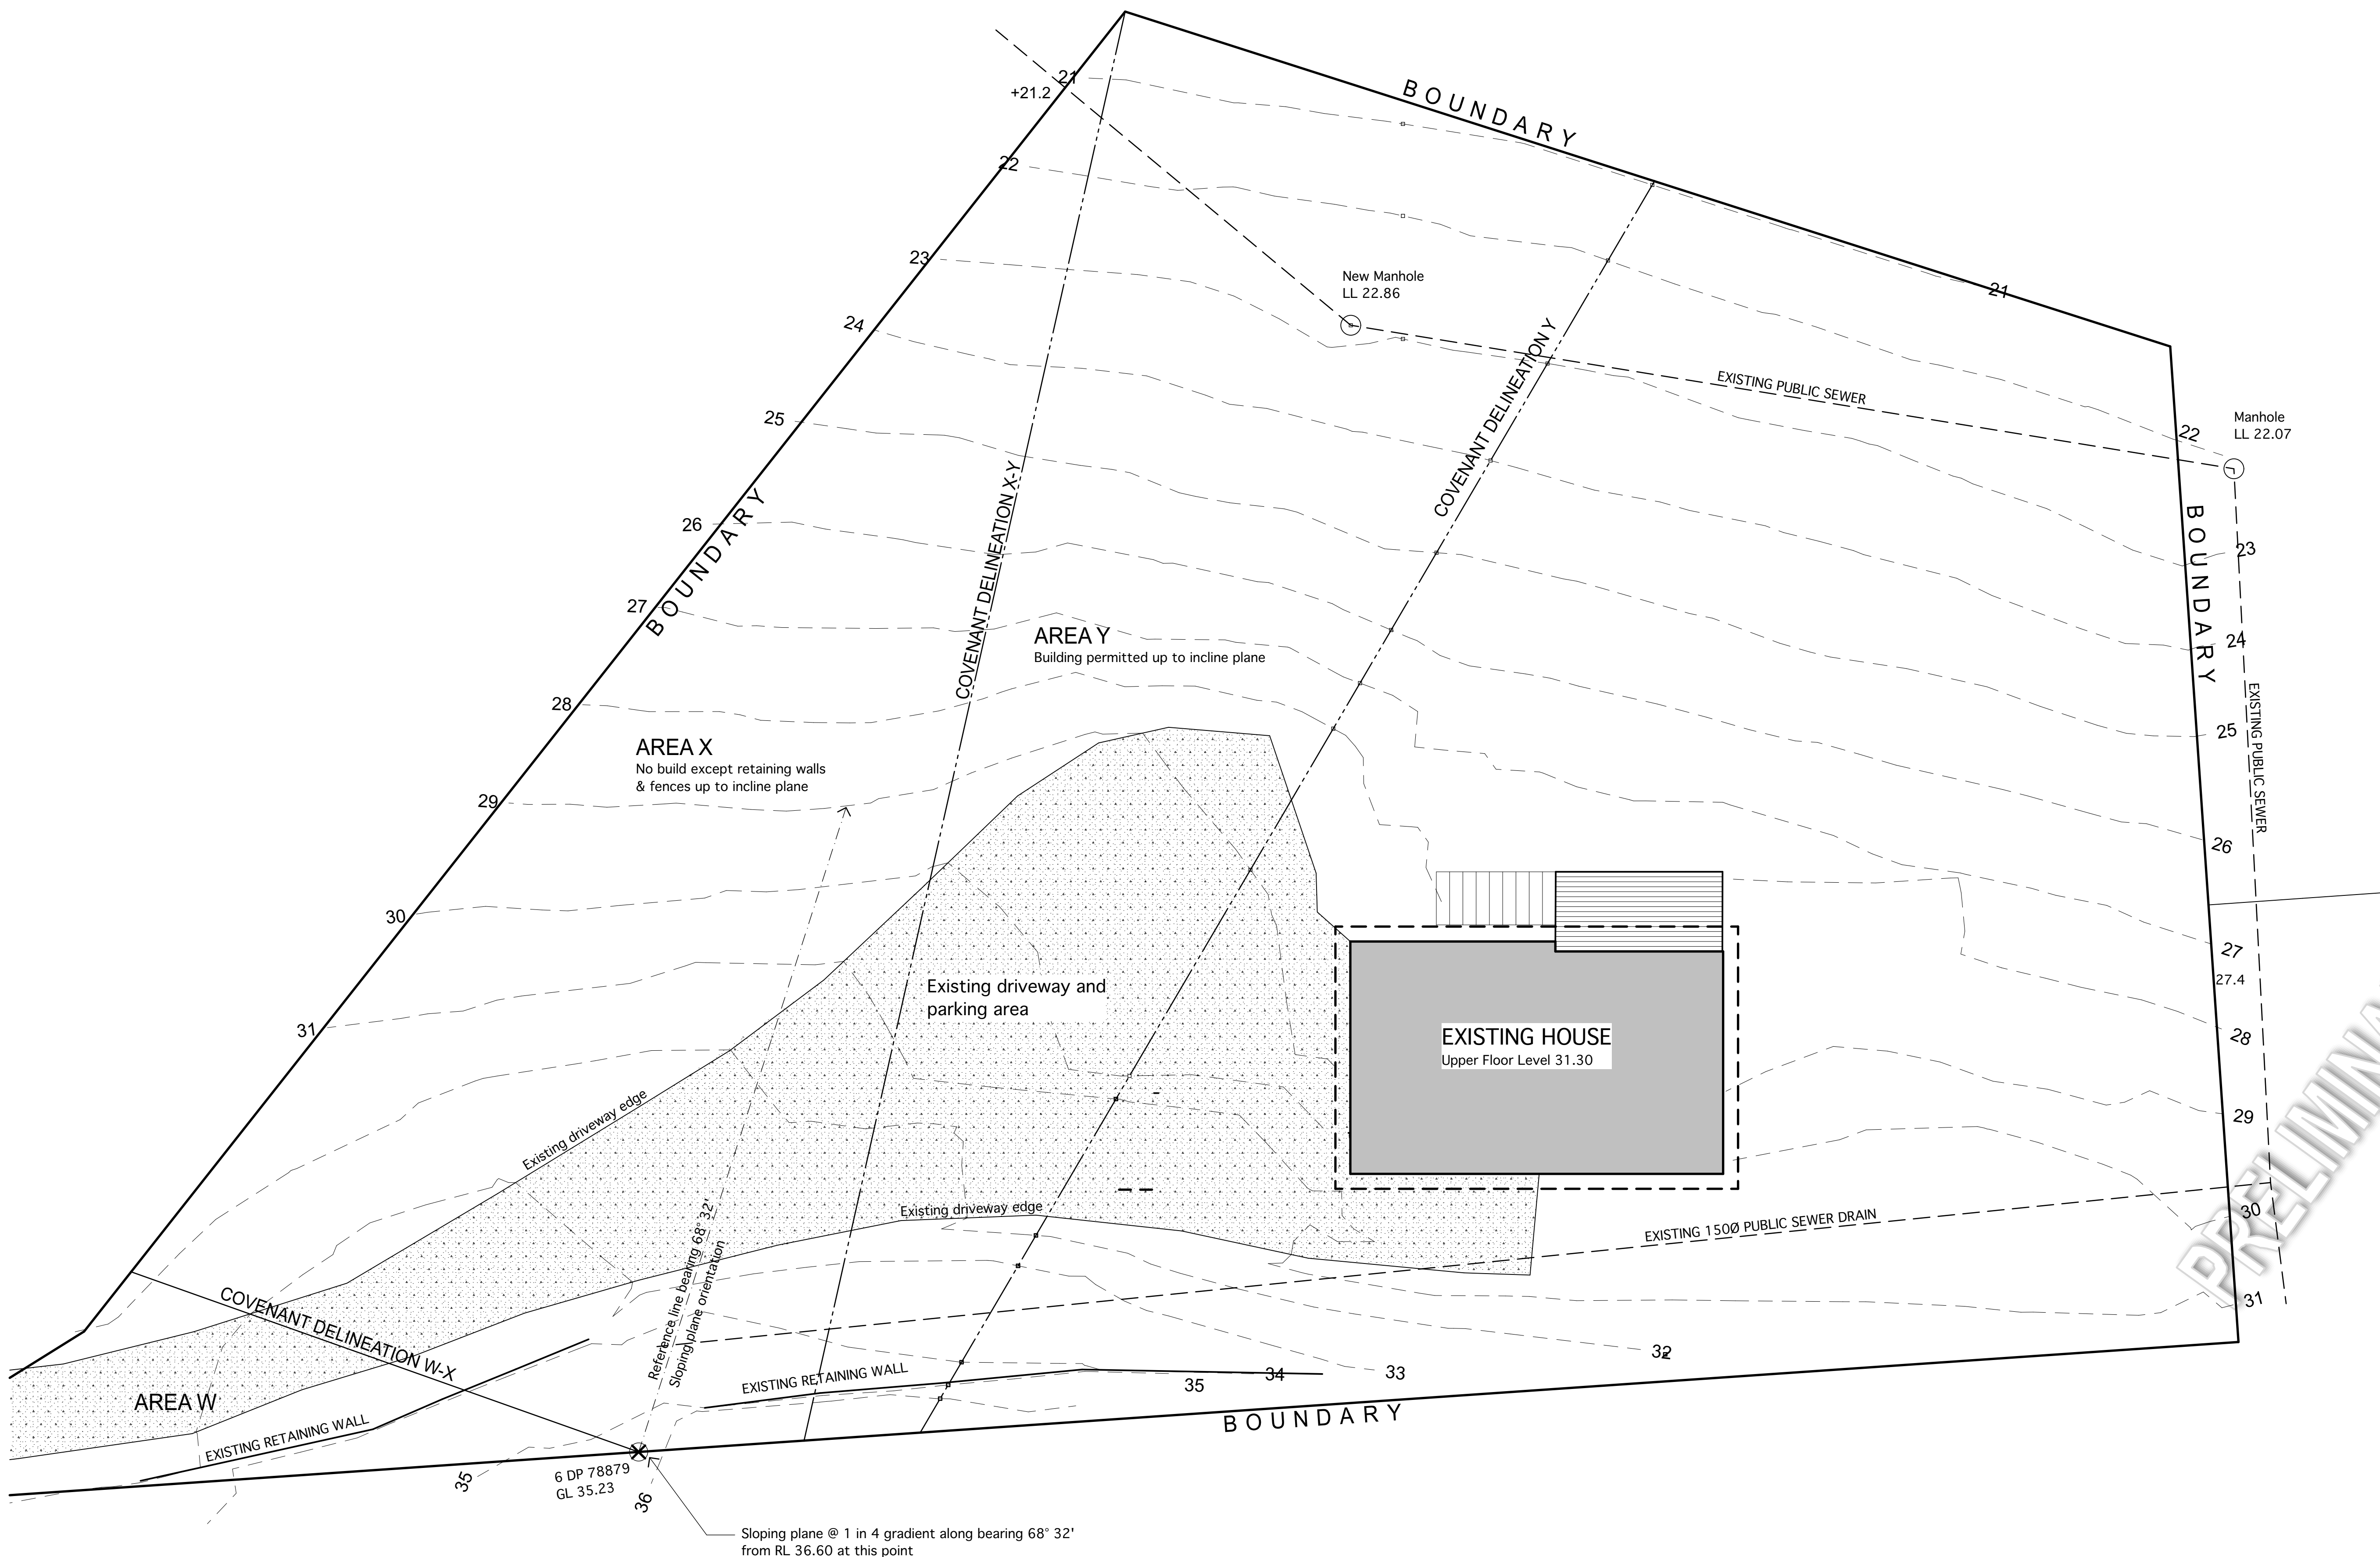 21
+21.2
BOUNDARY
22
23
New Manhole
LL 22.86
21
24
COVENANT DELINEATION Y
EXISTING PUBLIC SEWER
Manhole
LL 22.07
22
25
BOUNDARY
26
BOUNDARY
23
COVENANT DELINEATION X-Y
27
AREA Y
Building permitted up to incline plane
24
28
EXISTING PUBLIC SEWER
25
AREA X
No build except retaining walls
& fences up to incline plane
29
26
30
27
27.4
Existing driveway and
parking area
31
EXISTING HOUSE
Upper Floor Level 31.30
28
29
Existing driveway edge
Existing driveway edge
30
EXISTING 150Ø PUBLIC SEWER DRAIN
Reference line bearing 68° 32'
Sloping plane orientation
31
COVENANT DELINEATION W-X
32
33
34
35
EXISTING RETAINING WALL
AREA W
BOUNDARY
EXISTING RETAINING WALL
35
6 DP 78879
GL 35.23
36
Sloping plane @ 1 in 4 gradient along bearing 68° 32'
from RL 36.60 at this point